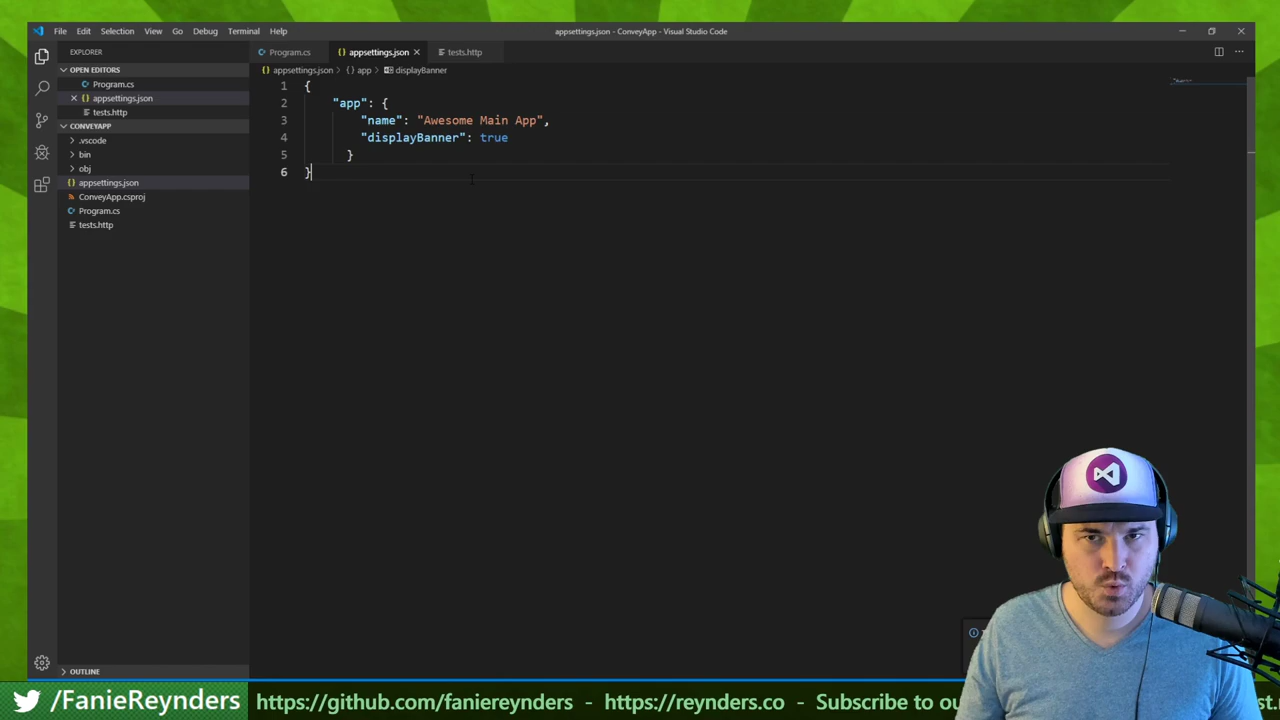 File Edit Selection View Go Debug Terminal Help
appsettings.json - ConveyApp - Visual Studio Code
EXPLORER
OPEN EDITORS
Program.cs
appsettings.json
tests.http
CONVEYAPP
.vscode
bin
obj
appsettings.json
ConveyApp.csproj
Program.cs
tests.http
OUTLINE
Program.cs appsettings.json tests.http
appsettings.json > {} app > displayBanner
1 {
2 "app": {
3 "name": "Awesome Main App",
4 "displayBanner": true
5 }
6 }
/FanieReynders
https://github.com/faniereynders - https://reynders.co - Subscribe to ou